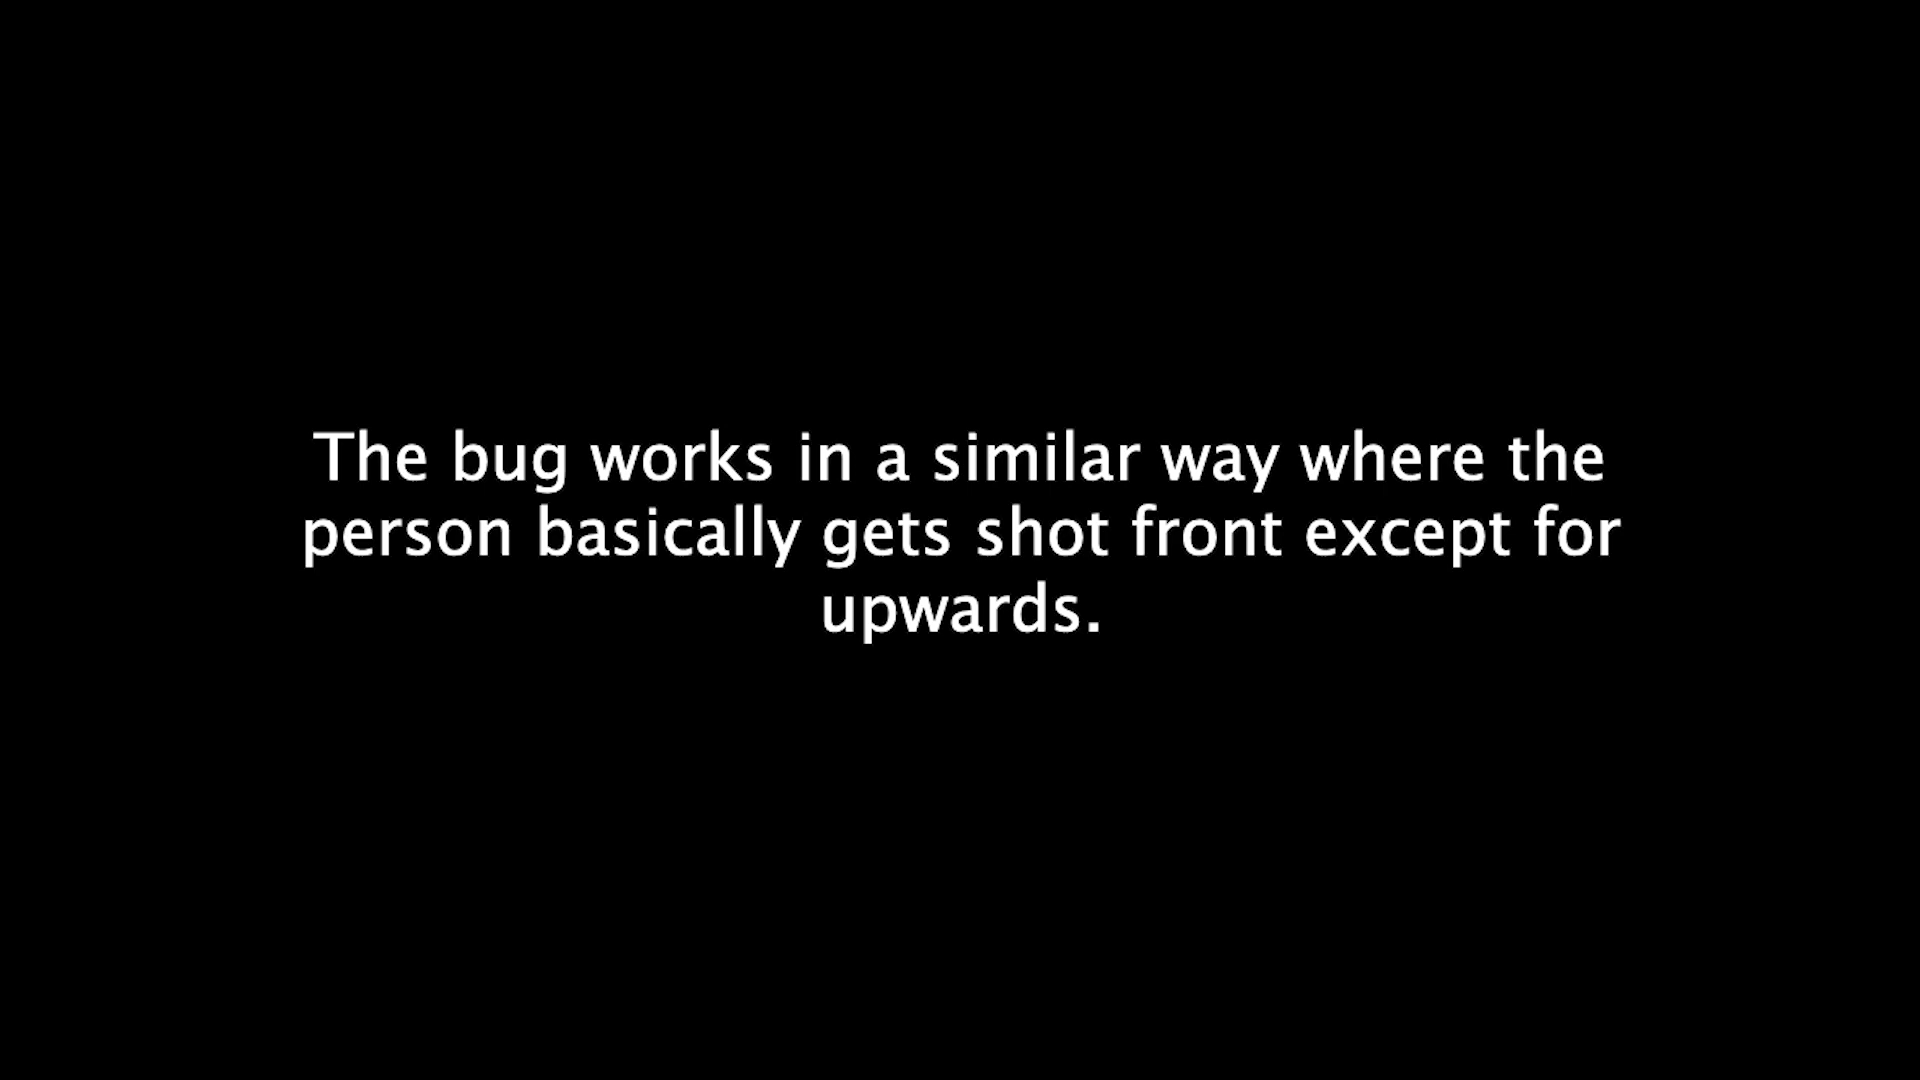 The bug works in a similar way where the
person basically gets shot front except for
upwards.